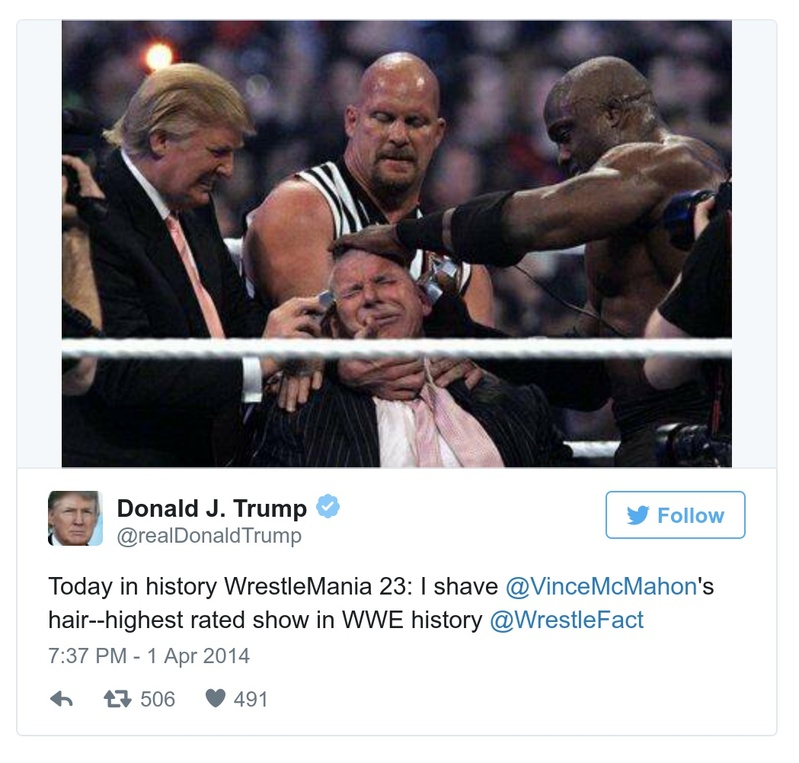 Donald J. Trump
@realDonaldTrump
Follow
Today in history WrestleMania 23: I shave @VinceMcMahon's
hair--highest rated show in WWE history @WrestleFact
7:37 PM - 1 Apr 2014
506 491